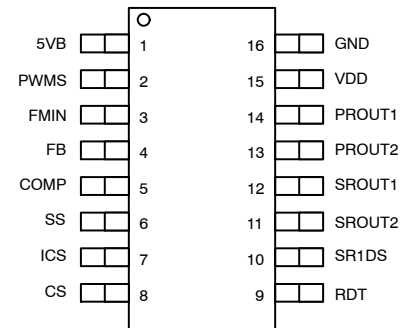 5VB 1 16 GND
PWMS 2 15 VDD
FMIN 3 14 PROUT1
FB 4 13 PROUT2
COMP 5 12 SROUT1
SS 6 11 SROUT2
ICS 7 10 SR1DS
CS 8 9 RDT